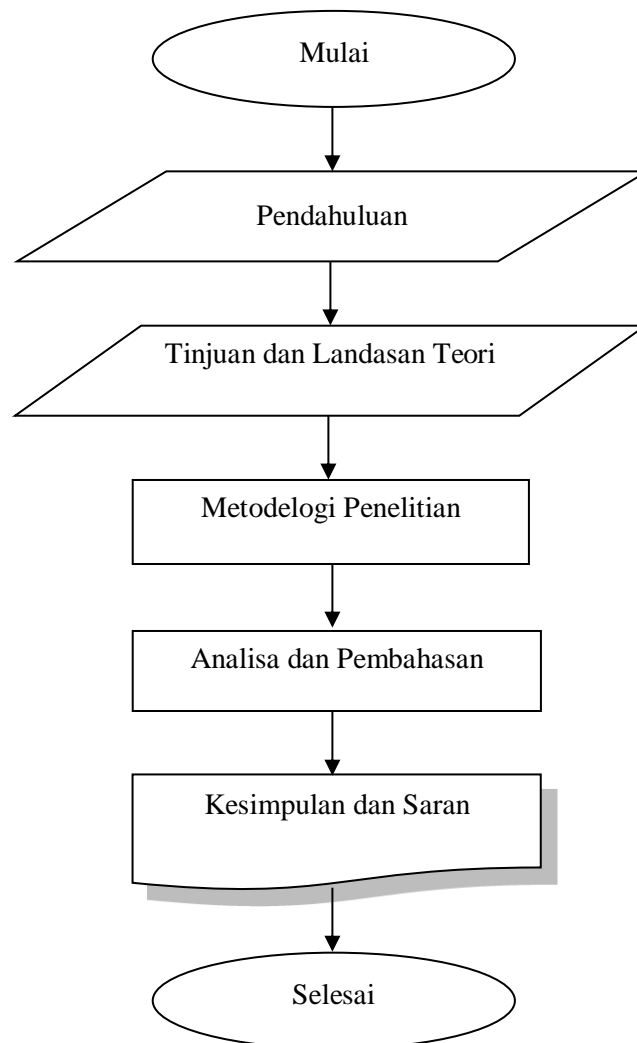 Mulai
Pendahuluan
Tinjuan dan Landasan Teori
Metodelogi Penelitian
Analisa dan Pembahasan
Kesimpulan dan Saran
Selesai